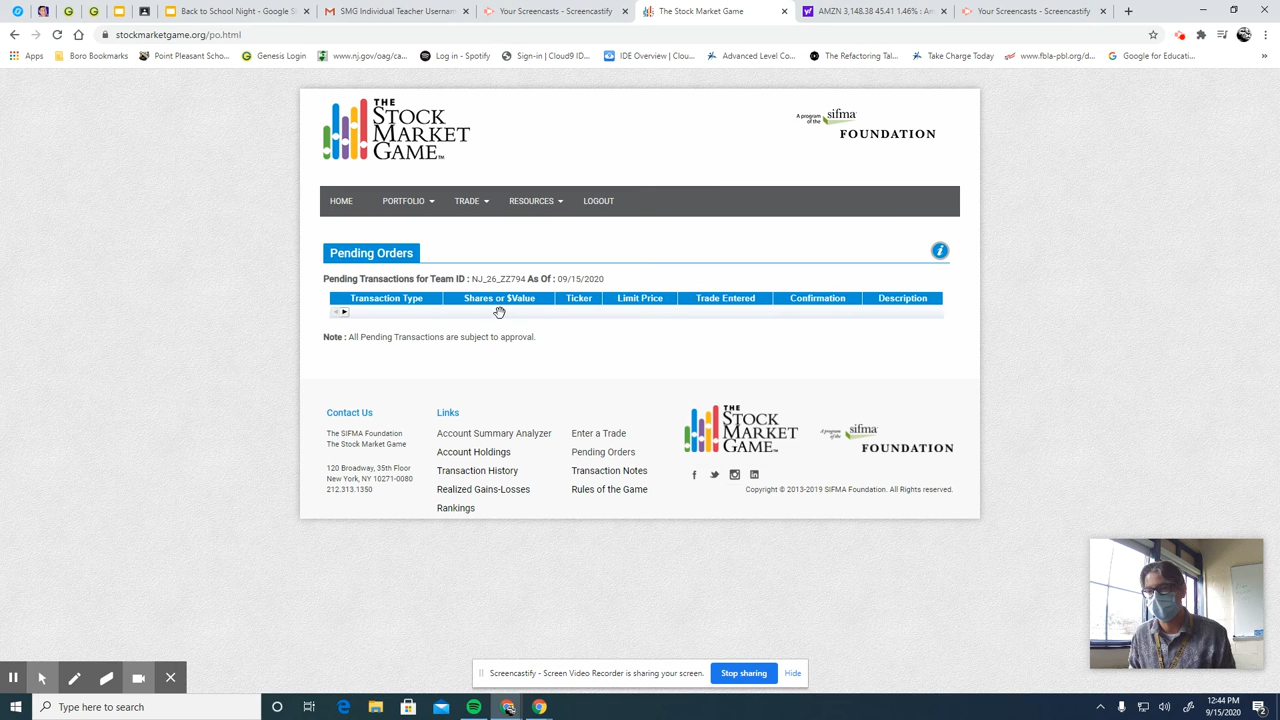 Back to School Night - Google S
SMG Individual Teacher Usernam
Your Screencasts - Screencastify
The Stock Market Game
AMZN 3,148.38 45.41 1.46% : Am
Your Screencasts - Screencastify
stockmarketgame.org/po.html
Apps
Boro Bookmarks
Point Pleasant Scho...
Genesis Login
www.nj.gov/oag/ca...
Log in - Spotify
Sign-in | Cloud9 ID...
IDE Overview | Clou...
Advanced Level Co...
The Refactoring Tal...
Take Charge Today
www.fbla-pbl.org/d...
Google for Educati...
THE
STOCK
MARKET
GAME™
A program of the sifma
FOUNDATION
HOME
PORTFOLIO
TRADE
RESOURCES
LOGOUT
Pending Orders
i
Pending Transactions for Team ID : NJ_26_ZZ794 As Of : 09/15/2020
Transaction Type Shares or $Value Ticker Limit Price Trade Entered Confirmation Description
Note : All Pending Transactions are subject to approval.
Contact Us
The SIFMA Foundation
The Stock Market Game
120 Broadway, 35th Floor
New York, NY 10271-0080
212.313.1350
Links
Account Summary Analyzer
Account Holdings
Transaction History
Realized Gains-Losses
Rankings
Enter a Trade
Pending Orders
Transaction Notes
Rules of the Game
THE
STOCK
MARKET
GAME™
A program of the sifma
FOUNDATION
Copyright © 2013-2019 SIFMA Foundation. All Rights reserved.
Screencastify - Screen Video Recorder is sharing your screen.
Stop sharing
Hide
Type here to search
12:44 PM
9/15/2020
2